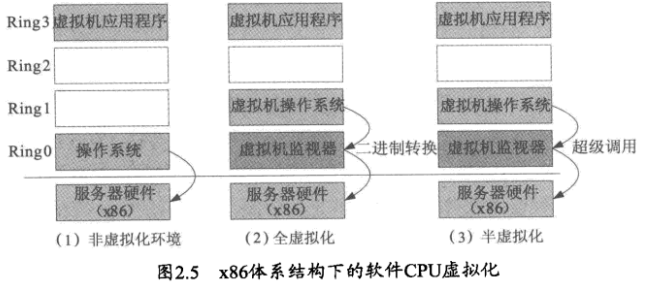 Ring3 虚拟机应用程序 虚拟机应用程序 虚拟机应用程序
Ring2
Ring1 虚拟机操作系统 虚拟机操作系统
Ring0 操作系统 虚拟机监视器 二进制转换 虚拟机监视器 超级调用
服务器硬件 服务器硬件 服务器硬件
(x86) (x86) (x86)
(1) 非虚拟化环境 (2) 全虚拟化 (3) 半虚拟化
图2.5 x86体系结构下的软件CPU虚拟化